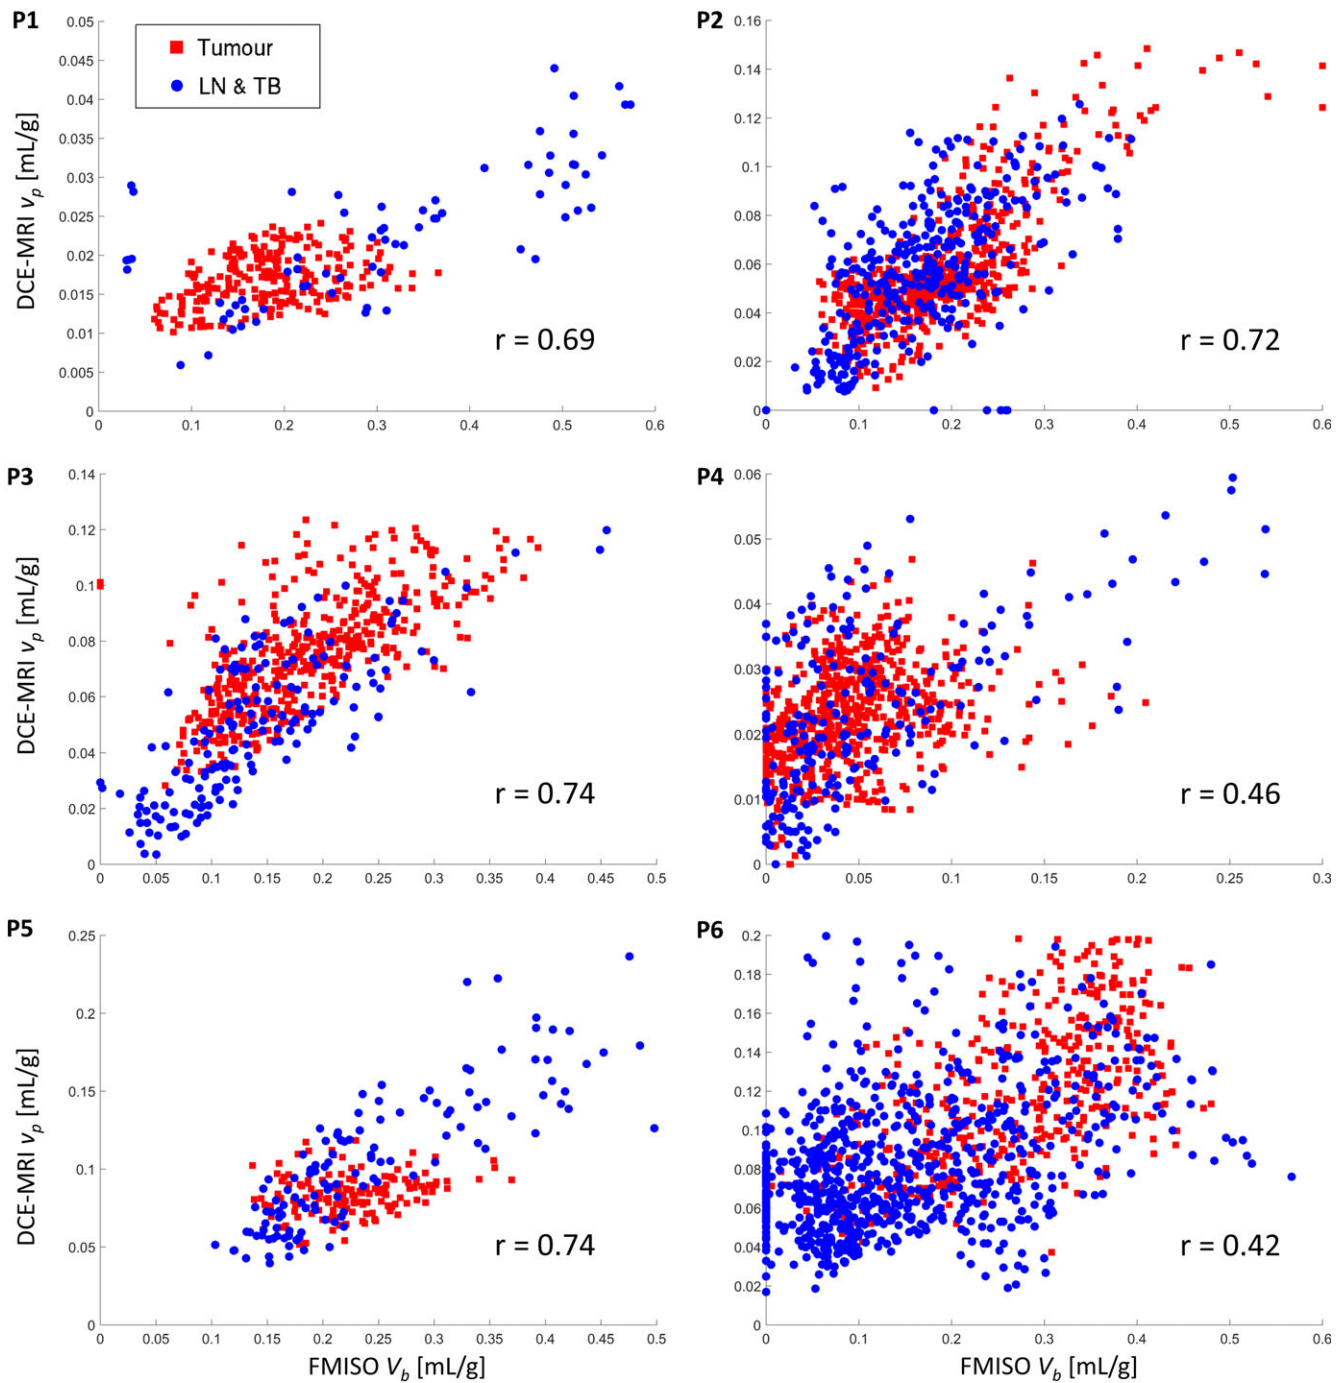 P1
0.05
0.045
0.04
0.035
0.03
0.025
0.02
0.015
0.01
0.005
0
Tumour
LN & TB
r = 0.69
0 0.1 0.2 0.3 0.4 0.5 0.6
DCE-MRI vp [mL/g]
P2
0.16
0.14
0.12
0.1
0.08
0.06
0.04
0.02
0
r = 0.72
0 0.1 0.2 0.3 0.4 0.5 0.6
P3
0.14
0.12
0.1
0.08
0.06
0.04
0.02
0
r = 0.74
0 0.05 0.1 0.15 0.2 0.25 0.3 0.35 0.4 0.45 0.5
DCE-MRI vp [mL/g]
P4
0.06
0.05
0.04
0.03
0.02
0.01
0
r = 0.46
0 0.05 0.1 0.15 0.2 0.25 0.3
P5
0.25
0.2
0.15
0.1
0.05
0
r = 0.74
0 0.05 0.1 0.15 0.2 0.25 0.3 0.35 0.4 0.45 0.5
DCE-MRI vp [mL/g]
FMISO Vb [mL/g]
P6
0.2
0.18
0.16
0.14
0.12
0.1
0.08
0.06
0.04
0.02
0
r = 0.42
0 0.1 0.2 0.3 0.4 0.5 0.6
FMISO Vb [mL/g]